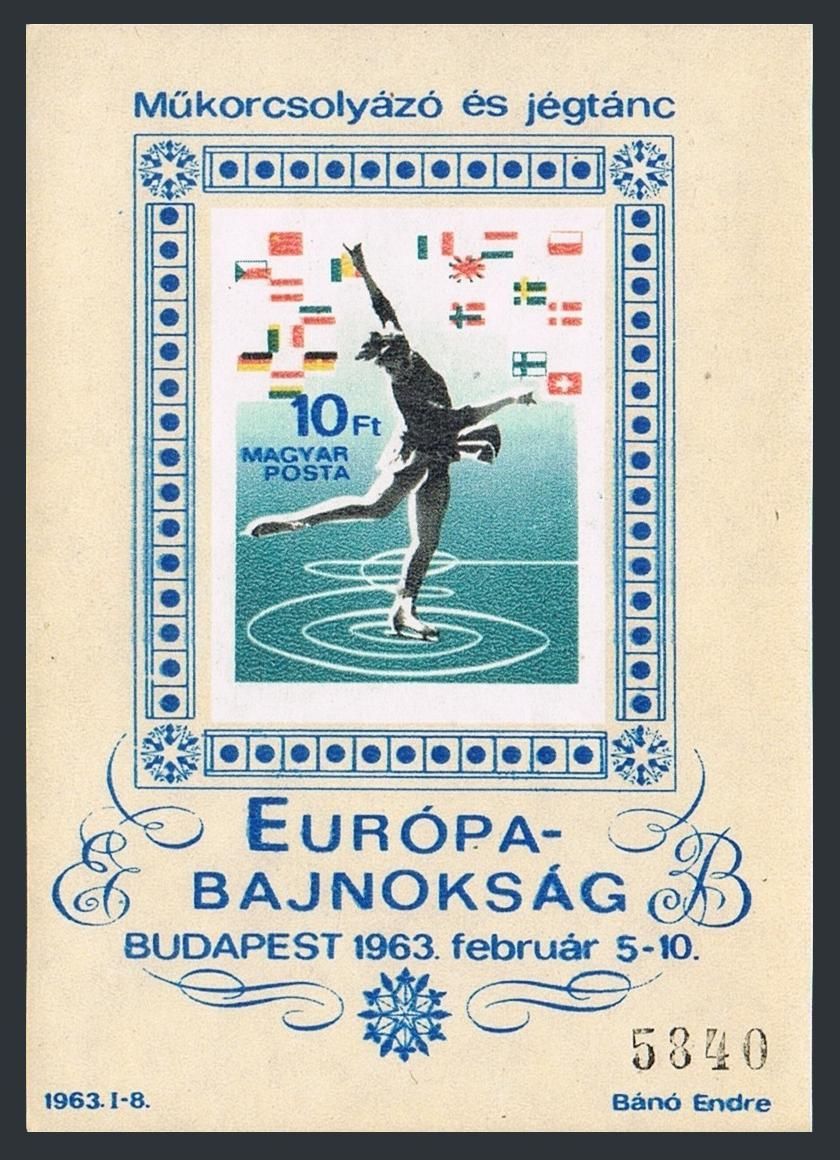 Műkorcsolyázó és jégtánc
10 Ft
MAGYAR
POSTA
EURÓPA-
BAJNOKSÁG
E B
BUDAPEST 1963. február 5-10.
5840
1963. I-8.
Bánó Endre